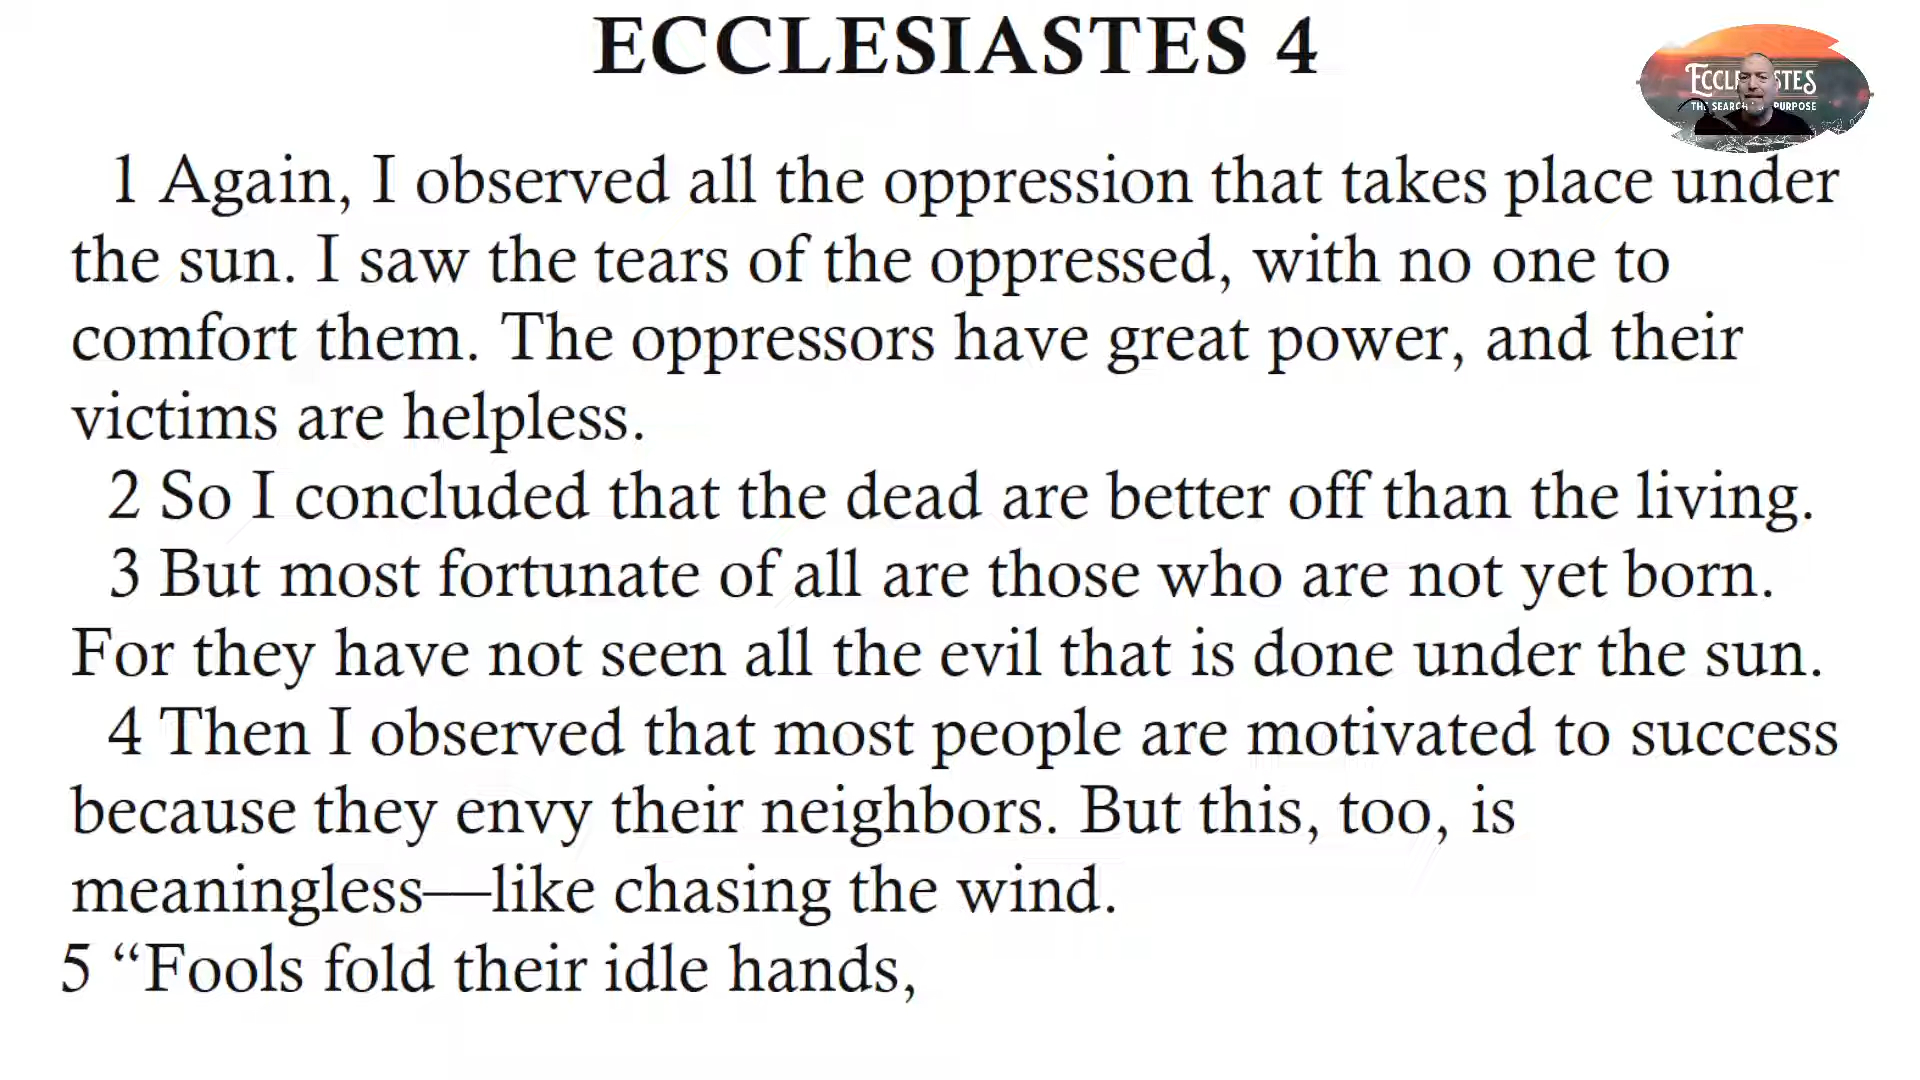 ECCLESIASTES 4
ECCLE STES
THE SEARCH PURPOSE
1 Again, I observed all the oppression that takes place under
the sun. I saw the tears of the oppressed, with no one to
comfort them. The oppressors have great power, and their
victims are helpless.
2 So I concluded that the dead are better off than the living.
3 But most fortunate of all are those who are not yet born.
For they have not seen all the evil that is done under the sun.
4 Then I observed that most people are motivated to success
because they envy their neighbors. But this, too, is
meaningless—like chasing the wind.
5 “Fools fold their idle hands,